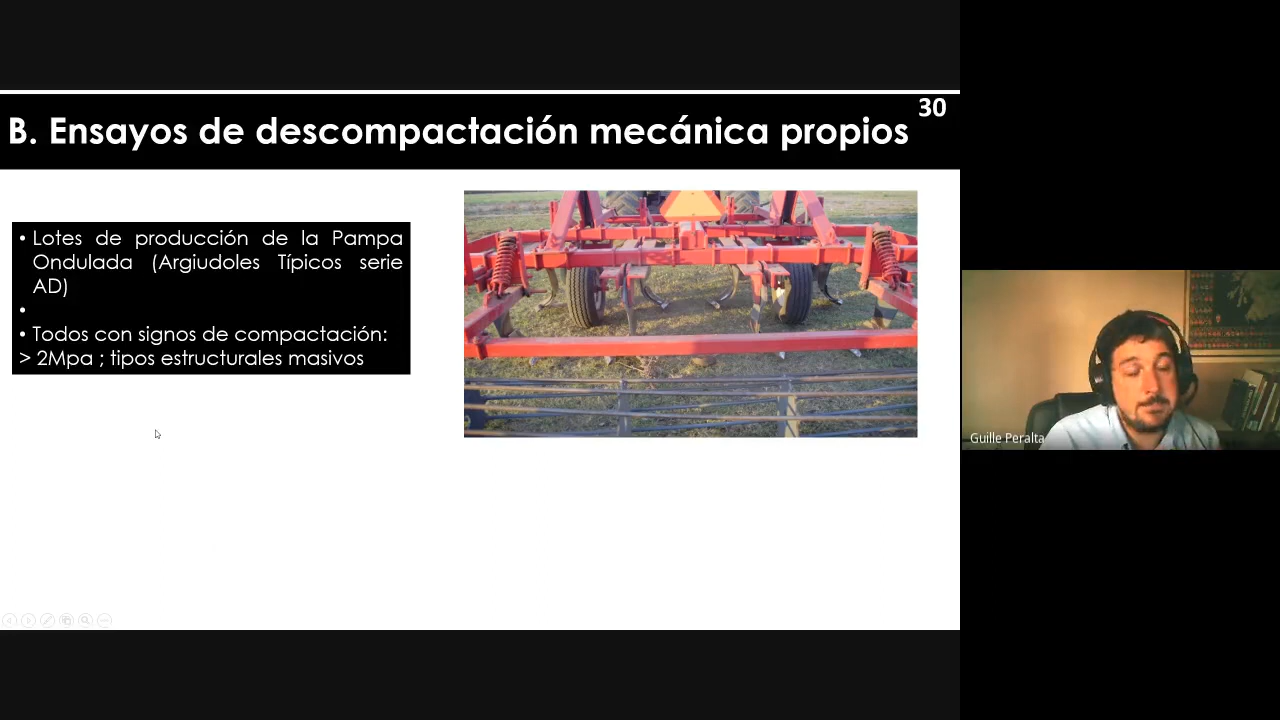 B. Ensayos de descompactación mecánica propios
30
• Lotes de producción de la Pampa
Ondulada (Argiudoles Típicos serie
AD)
•
• Todos con signos de compactación:
> 2Mpa ; tipos estructurales masivos
Guille Peralta